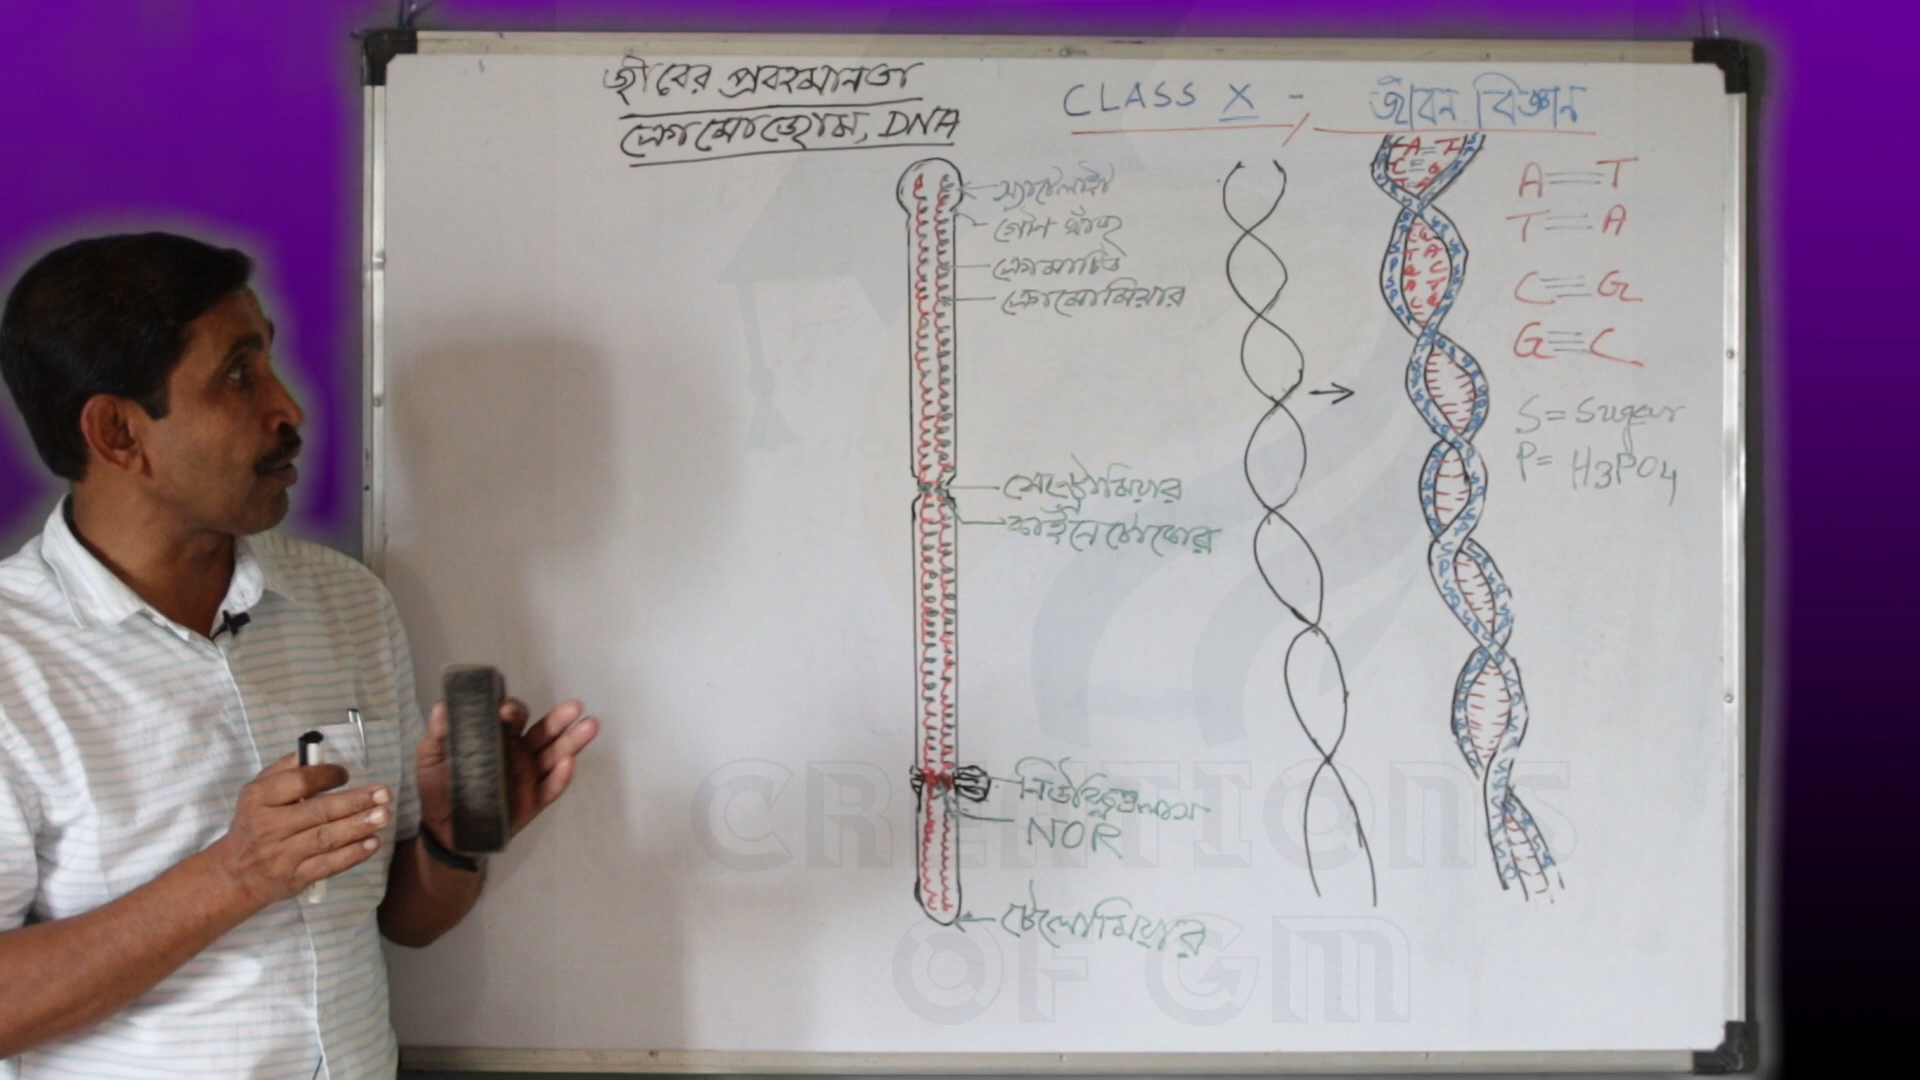 জীবের প্রবহমানতা
ক্রোমোজোম, DNA
CLASS X - জীবন বিজ্ঞান
স্যাটেলাইট
গৌণ খাঁজ
ক্রোমাটিড
ক্রোমোমিয়ার
সেন্ট্রোমিয়ার
কাইনেটোকোর
নিউক্লিওলাস
NOR
টেলোমিয়ার
A=T
T=A
C≡G
G≡C
S = Sugar
P = H3PO4
CREATIONS
OF GM